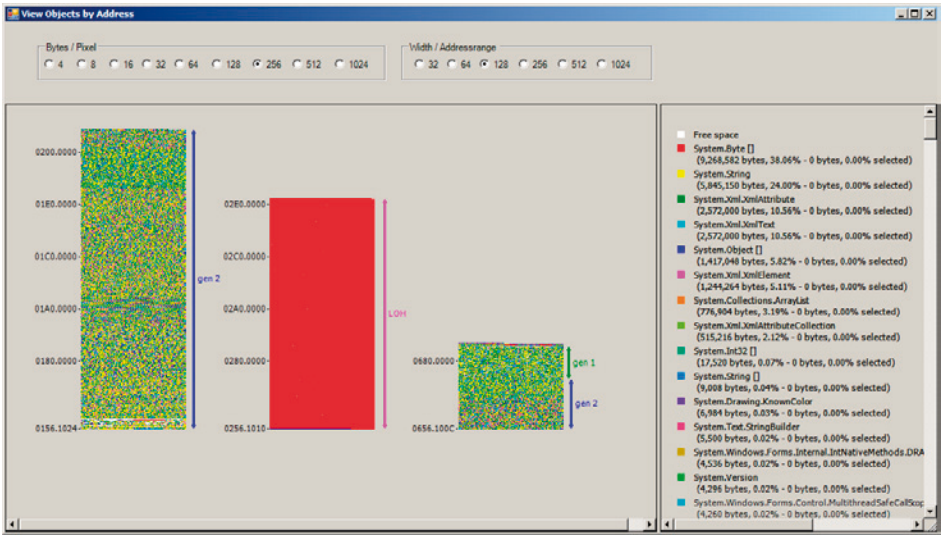 View Objects by Address
Bytes / Pixel
4 8 16 32 64 128 256 512 1024
Width / Addressrange
32 64 128 256 512 1024
0200.0000
01E0.0000
01C0.0000
01A0.0000
0180.0000
0156.1024
gen 2
02E0.0000
02C0.0000
02A0.0000
0280.0000
0256.1010
LOH
0680.0000
0656.100C
gen 1
gen 2
Free space
System.Byte []
(9,268,582 bytes, 38.06% - 0 bytes, 0.00% selected)
System.String
(5,845,150 bytes, 24.00% - 0 bytes, 0.00% selected)
System.Xml.XmlAttribute
(2,572,000 bytes, 10.56% - 0 bytes, 0.00% selected)
System.Xml.XmlText
(2,572,000 bytes, 10.56% - 0 bytes, 0.00% selected)
System.Object []
(1,417,048 bytes, 5.82% - 0 bytes, 0.00% selected)
System.Xml.XmlElement
(1,244,264 bytes, 5.11% - 0 bytes, 0.00% selected)
System.Collections.ArrayList
(776,904 bytes, 3.19% - 0 bytes, 0.00% selected)
System.Xml.XmlAttributeCollection
(515,216 bytes, 2.12% - 0 bytes, 0.00% selected)
System.Int32 []
(17,520 bytes, 0.07% - 0 bytes, 0.00% selected)
System.String []
(9,008 bytes, 0.04% - 0 bytes, 0.00% selected)
System.Drawing.KnownColor
(6,984 bytes, 0.03% - 0 bytes, 0.00% selected)
System.Text.StringBuilder
(5,500 bytes, 0.02% - 0 bytes, 0.00% selected)
System.Windows.Forms.Internal.IntNativeMethods.DRA
(4,536 bytes, 0.02% - 0 bytes, 0.00% selected)
System.Version
(4,296 bytes, 0.02% - 0 bytes, 0.00% selected)
System.Windows.Forms.Control.MultithreadSafeCallScop
(4,260 bytes, 0.02% - 0 bytes, 0.00% selected)